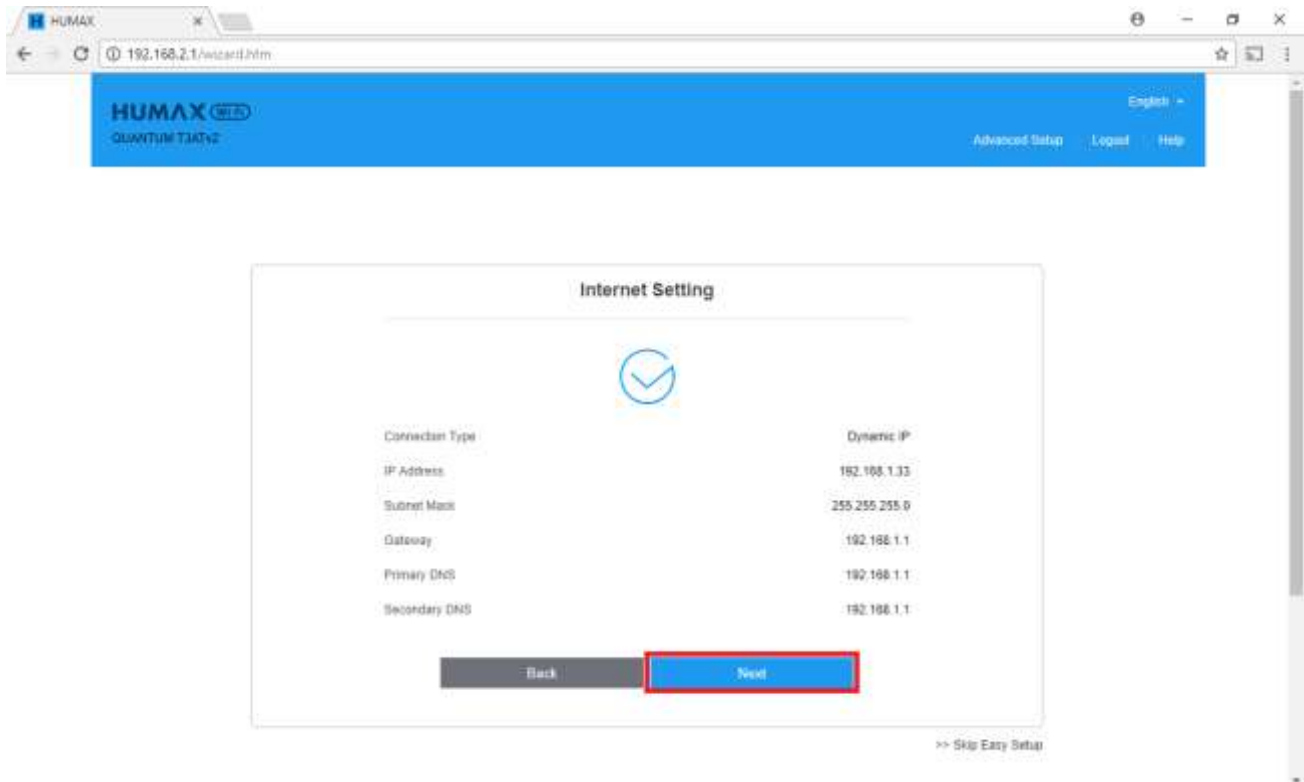 HUMAX
192.168.2.1/wizard.htm
HUMAX Wi-Fi
English
QUANTUM T3ATv2
Advanced Setup Logout Help
Internet Setting
Connection Type Dynamic IP
IP Address 192.168.1.33
Subnet Mask 255.255.255.0
Gateway 192.168.1.1
Primary DNS 192.168.1.1
Secondary DNS 192.168.1.1
Back Next
>> Skip Easy Setup